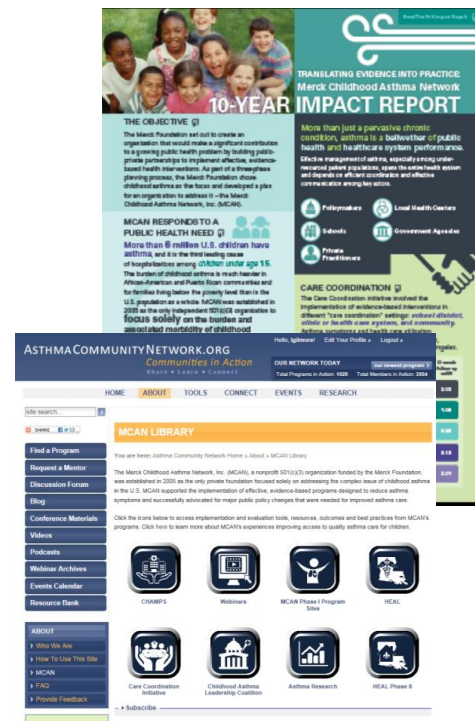 Read The Full Impact Report
TRANSLATING EVIDENCE INTO PRACTICE:
Merck Childhood Asthma Network
10-YEAR IMPACT REPORT
THE OBJECTIVE
The Merck Foundation set out to create an
organization that would make a significant contribution
to a growing public health problem by building public-
private partnerships to implement effective, evidence-
based health interventions. As part of a three-phase
planning process, the Merck Foundation chose
childhood asthma as the focus and developed a plan
for an organization to address it – the Merck
Childhood Asthma Network, Inc. (MCAN).
MCAN RESPONDS TO A
PUBLIC HEALTH NEED
More than 6 million U.S. children have
asthma, and it is the third leading cause
of hospitalizations among children under age 15.
The burden of childhood asthma is much heavier in
African-American and Puerto Rican communities and
for families living below the poverty level than in the
U.S. population as a whole. MCAN was established in
2005 as the only independent 501(c)(3) organization to
focus solely on the burden and
associated morbidity of childhood
More than just a pervasive chronic
condition, asthma is a bellwether of public
health and healthcare system performance.
Effective management of asthma, especially among under-
resourced patient populations, spans the entire health system
and depends on efficient coordination and effective
communication among key actors.
Policymakers
Local Health Centers
Schools
Government Agencies
Private
Practitioners
CARE COORDINATION
The Care Coordination Initiative involved the
implementation of evidence-based interventions in
different "care coordination" settings: school district,
clinic or health care system, and community.
Asthma symptoms and health care utilization
ngeles.
12 month
ASTHMACOMMUNITYNETWORK.ORG
Communities in Action
Share • Learn • Connect
Hello, lgilmore! Edit Your Profile » Logout »
OUR NETWORK TODAY
our newest program
Total Programs in Action: 1029 Total Members in Action: 3504
HOME ABOUT TOOLS CONNECT EVENTS RESEARCH
site search...
SHARE
Find a Program
Request a Mentor
Discussion Forum
Blog
Conference Materials
Videos
Podcasts
Webinar Archives
Events Calendar
Resource Bank
ABOUT
Who We Are
How To Use This Site
MCAN
FAQ
Provide Feedback
MCAN LIBRARY
You are here: Asthma Community Network Home » About » MCAN Library
The Merck Childhood Asthma Network, Inc. (MCAN), a nonprofit 501(c)(3) organization funded by the Merck Foundation,
was established in 2005 as the only private foundation focused solely on addressing the complex issue of childhood asthma
in the U.S. MCAN supported the implementation of effective, evidence-based programs designed to reduce asthma
symptoms and successfully advocated for major public policy changes that were needed for improved asthma care.
Click the icons below to access implementation and evaluation tools, resources, outcomes and best practices from MCAN's
programs. Click here to learn more about MCAN's experiences improving access to quality asthma care for children.
CHAMPS
Webinars
MCAN Phase I Program
Sites
HEAL
Care Coordination
Initiative
Childhood Asthma
Leadership Coalition
Asthma Research
HEAL Phase II
Subscribe